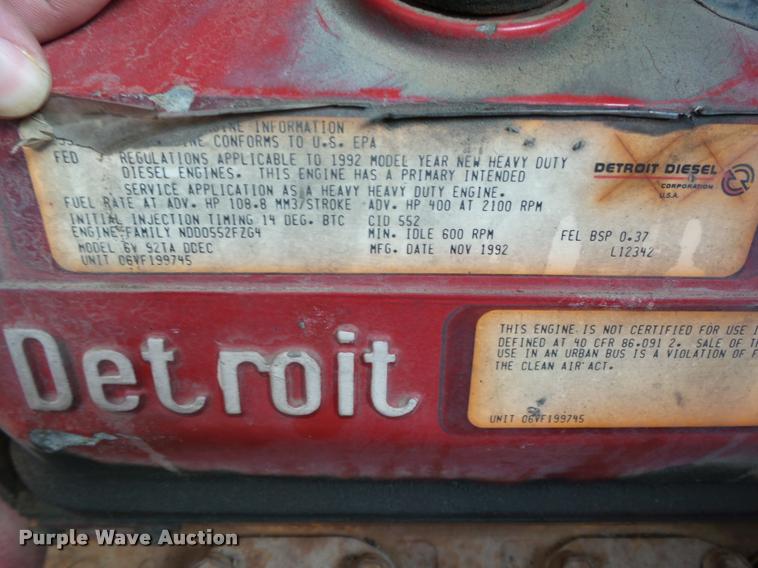 INE INFORMATION
INE CONFORMS TO U.S. EPA
FED REGULATIONS APPLICABLE TO 1992 MODEL YEAR NEW HEAVY DUTY
DIESEL ENGINES. THIS ENGINE HAS A PRIMARY INTENDED
SERVICE APPLICATION AS A HEAVY HEAVY DUTY ENGINE.
FUEL RATE AT ADV. HP 108.8 MM3/STROKE ADV. HP 400 AT 2100 RPM
INITIAL INJECTION TIMING 14 DEG. BTC CID 552
ENGINE FAMILY NDD0552FZG4 MIN. IDLE 600 RPM FEL BSP 0.37
MODEL 6V 92TA DDEC MFG. DATE NOV 1992 L12342
UNIT 06VF199745
DETROIT DIESEL
CORPORATION
U.S.A.
Detroit
THIS ENGINE IS NOT CERTIFIED FOR USE I
DEFINED AT 40 CFR 86.091 2. SALE OF TH
USE IN AN URBAN BUS IS A VIOLATION OF F
THE CLEAN AIR ACT.
UNIT 06VF199745
Purple Wave Auction